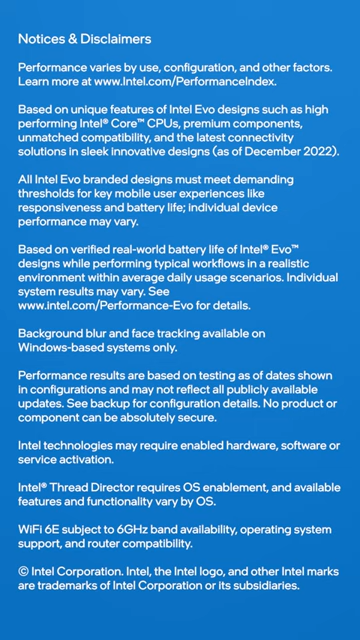 Notices & Disclaimers
Performance varies by use, configuration, and other factors.
Learn more at www.Intel.com/PerformanceIndex.
Based on unique features of Intel Evo designs such as high
performing Intel® Core™ CPUs, premium components,
unmatched compatibility, and the latest connectivity
solutions in sleek innovative designs (as of December 2022).
All Intel Evo branded designs must meet demanding
thresholds for key mobile user experiences like
responsiveness and battery life; individual device
performance may vary.
Based on verified real-world battery life of Intel® Evo™
designs while performing typical workflows in a realistic
environment within average daily usage scenarios. Individual
system results may vary. See
www.intel.com/Performance-Evo for details.
Background blur and face tracking available on
Windows-based systems only.
Performance results are based on testing as of dates shown
in configurations and may not reflect all publicly available
updates. See backup for configuration details. No product or
component can be absolutely secure.
Intel technologies may require enabled hardware, software or
service activation.
Intel® Thread Director requires OS enablement, and available
features and functionality vary by OS.
WiFi 6E subject to 6GHz band availability, operating system
support, and router compatibility.
© Intel Corporation. Intel, the Intel logo, and other Intel marks
are trademarks of Intel Corporation or its subsidiaries.